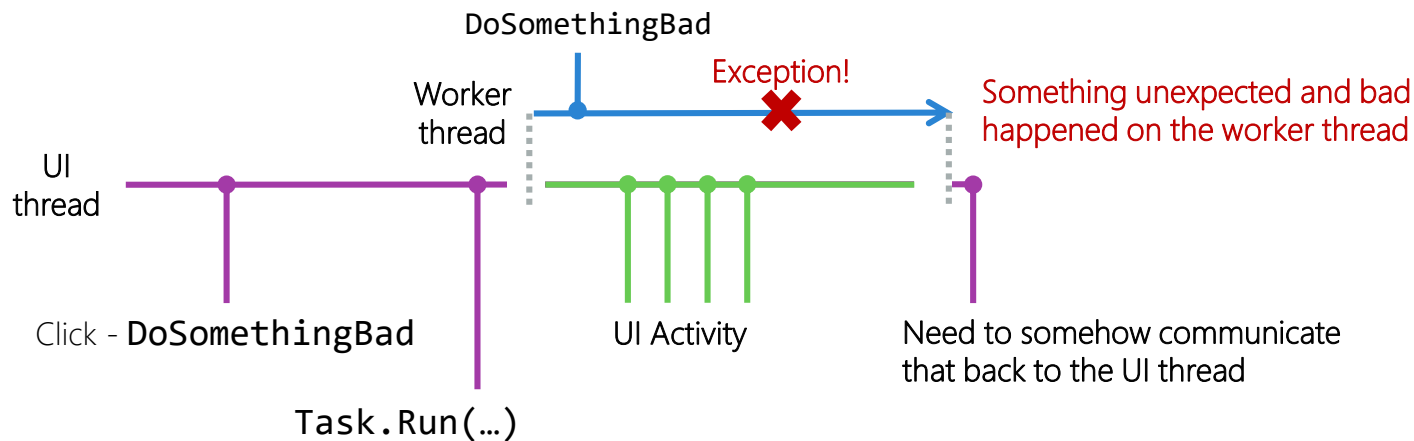 DoSomethingBad
Exception!
Worker
thread
Something unexpected and bad
happened on the worker thread
UI
thread
Click - DoSomethingBad
UI Activity
Need to somehow communicate
that back to the UI thread
Task.Run(…)